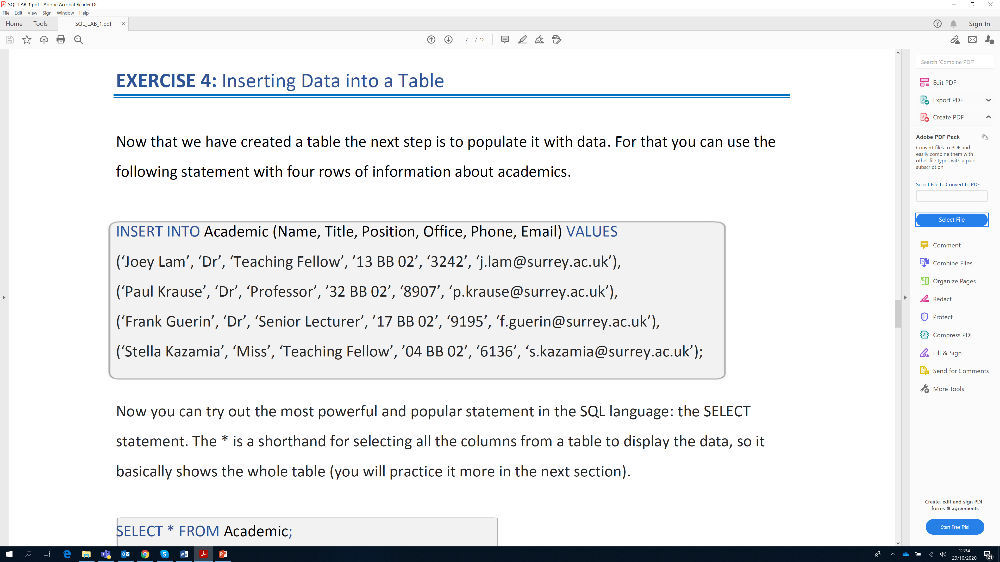 SQL_LAB_1.pdf - Adobe Acrobat Reader DC
File Edit View Sign Window Help
Home Tools SQL_LAB_1.pdf × Sign In
7 / 12
EXERCISE 4: Inserting Data into a Table
Now that we have created a table the next step is to populate it with data. For that you can use the
following statement with four rows of information about academics.
INSERT INTO Academic (Name, Title, Position, Office, Phone, Email) VALUES
(‘Joey Lam’, ‘Dr’, ‘Teaching Fellow’, ’13 BB 02’, ‘3242’, ‘j.lam@surrey.ac.uk’),
(‘Paul Krause’, ‘Dr’, ‘Professor’, ’32 BB 02’, ‘8907’, ‘p.krause@surrey.ac.uk’),
(‘Frank Guerin’, ‘Dr’, ‘Senior Lecturer’, ’17 BB 02’, ‘9195’, ‘f.guerin@surrey.ac.uk’),
(‘Stella Kazamia’, ‘Miss’, ‘Teaching Fellow’, ’04 BB 02’, ‘6136’, ‘s.kazamia@surrey.ac.uk’);
Now you can try out the most powerful and popular statement in the SQL language: the SELECT
statement. The * is a shorthand for selecting all the columns from a table to display the data, so it
basically shows the whole table (you will practice it more in the next section).
SELECT * FROM Academic;
Search 'Combine PDF'
Edit PDF
Export PDF
Create PDF
Adobe PDF Pack
Convert files to PDF and
easily combine them with
other file types with a paid
subscription
Select File to Convert to PDF
Select File
Comment
Combine Files
Organize Pages
Redact
Protect
Compress PDF
Fill & Sign
Send for Comments
More Tools
Create, edit and sign PDF
forms & agreements
Start Free Trial
12:34
29/10/2020
21